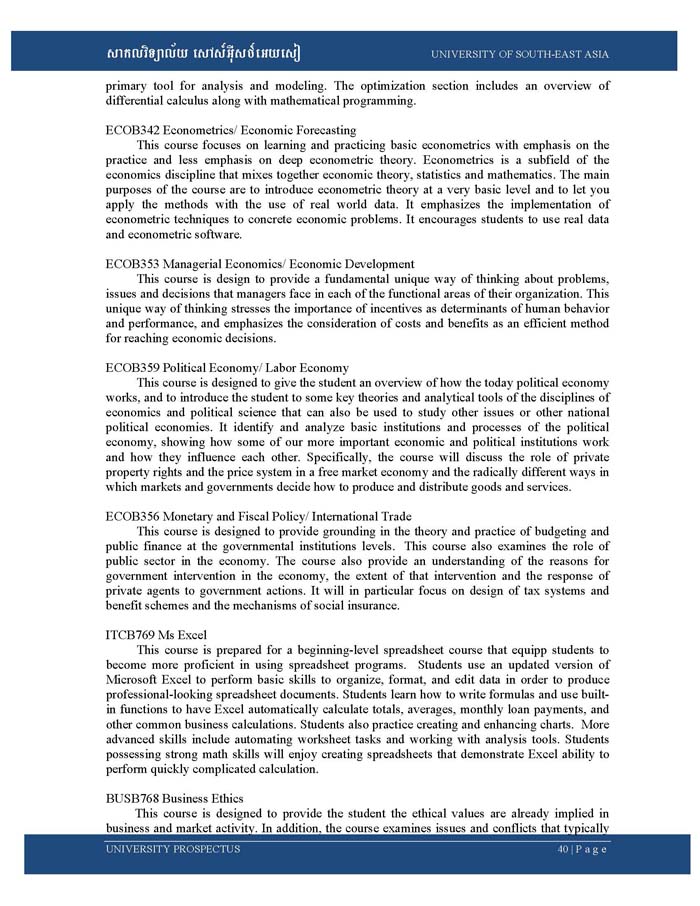 សាកលវិទ្យាល័យ សៅស៍អ៊ីសថ៍អេយសៀ
UNIVERSITY OF SOUTH-EAST ASIA
primary tool for analysis and modeling. The optimization section includes an overview of
differential calculus along with mathematical programming.
ECOB342 Econometrics/ Economic Forecasting
This course focuses on learning and practicing basic econometrics with emphasis on the
practice and less emphasis on deep econometric theory. Econometrics is a subfield of the
economics discipline that mixes together economic theory, statistics and mathematics. The main
purposes of the course are to introduce econometric theory at a very basic level and to let you
apply the methods with the use of real world data. It emphasizes the implementation of
econometric techniques to concrete economic problems. It encourages students to use real data
and econometric software.
ECOB353 Managerial Economics/ Economic Development
This course is design to provide a fundamental unique way of thinking about problems,
issues and decisions that managers face in each of the functional areas of their organization. This
unique way of thinking stresses the importance of incentives as determinants of human behavior
and performance, and emphasizes the consideration of costs and benefits as an efficient method
for reaching economic decisions.
ECOB359 Political Economy/ Labor Economy
This course is designed to give the student an overview of how the today political economy
works, and to introduce the student to some key theories and analytical tools of the disciplines of
economics and political science that can also be used to study other issues or other national
political economies. It identify and analyze basic institutions and processes of the political
economy, showing how some of our more important economic and political institutions work
and how they influence each other. Specifically, the course will discuss the role of private
property rights and the price system in a free market economy and the radically different ways in
which markets and governments decide how to produce and distribute goods and services.
ECOB356 Monetary and Fiscal Policy/ International Trade
This course is designed to provide grounding in the theory and practice of budgeting and
public finance at the governmental institutions levels. This course also examines the role of
public sector in the economy. The course also provide an understanding of the reasons for
government intervention in the economy, the extent of that intervention and the response of
private agents to government actions. It will in particular focus on design of tax systems and
benefit schemes and the mechanisms of social insurance.
ITCB769 Ms Excel
This course is prepared for a beginning-level spreadsheet course that equipp students to
become more proficient in using spreadsheet programs. Students use an updated version of
Microsoft Excel to perform basic skills to organize, format, and edit data in order to produce
professional-looking spreadsheet documents. Students learn how to write formulas and use built-
in functions to have Excel automatically calculate totals, averages, monthly loan payments, and
other common business calculations. Students also practice creating and enhancing charts. More
advanced skills include automating worksheet tasks and working with analysis tools. Students
possessing strong math skills will enjoy creating spreadsheets that demonstrate Excel ability to
perform quickly complicated calculation.
BUSB768 Business Ethics
This course is designed to provide the student the ethical values are already implied in
business and market activity. In addition, the course examines issues and conflicts that typically
UNIVERSITY PROSPECTUS
40 | P a g e